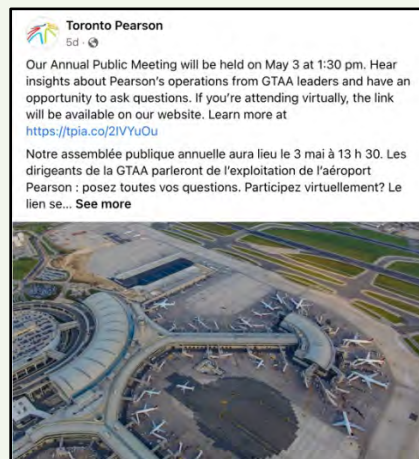 Toronto Pearson
5d ·
Our Annual Public Meeting will be held on May 3 at 1:30 pm. Hear
insights about Pearson's operations from GTAA leaders and have an
opportunity to ask questions. If you're attending virtually, the link
will be available on our website. Learn more at
https://tpia.co/2IVYuOu
Notre assemblée publique annuelle aura lieu le 3 mai à 13 h 30. Les
dirigeants de la GTAA parleront de l'exploitation de l'aéroport
Pearson : posez toutes vos questions. Participez virtuellement? Le
lien se... See more